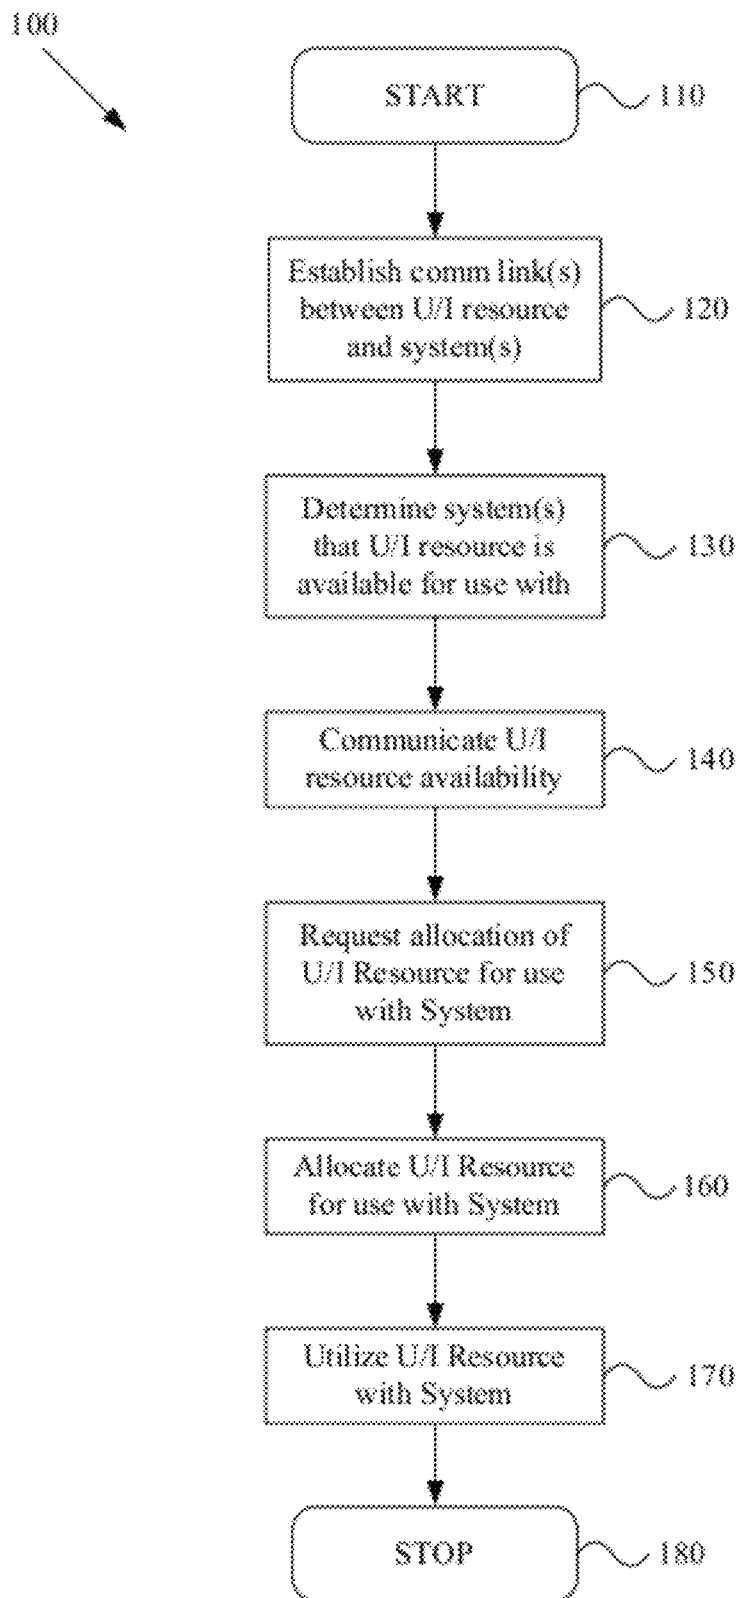 100
START
110
Establish comm link(s)
between U/I resource
and system(s)
120
Determine system(s)
that U/I resource is
available for use with
130
Communicate U/I
resource availability
140
Request allocation of
U/I Resource for use
with System
150
Allocate U/I Resource
for use with System
160
Utilize U/I Resource
with System
170
STOP
180